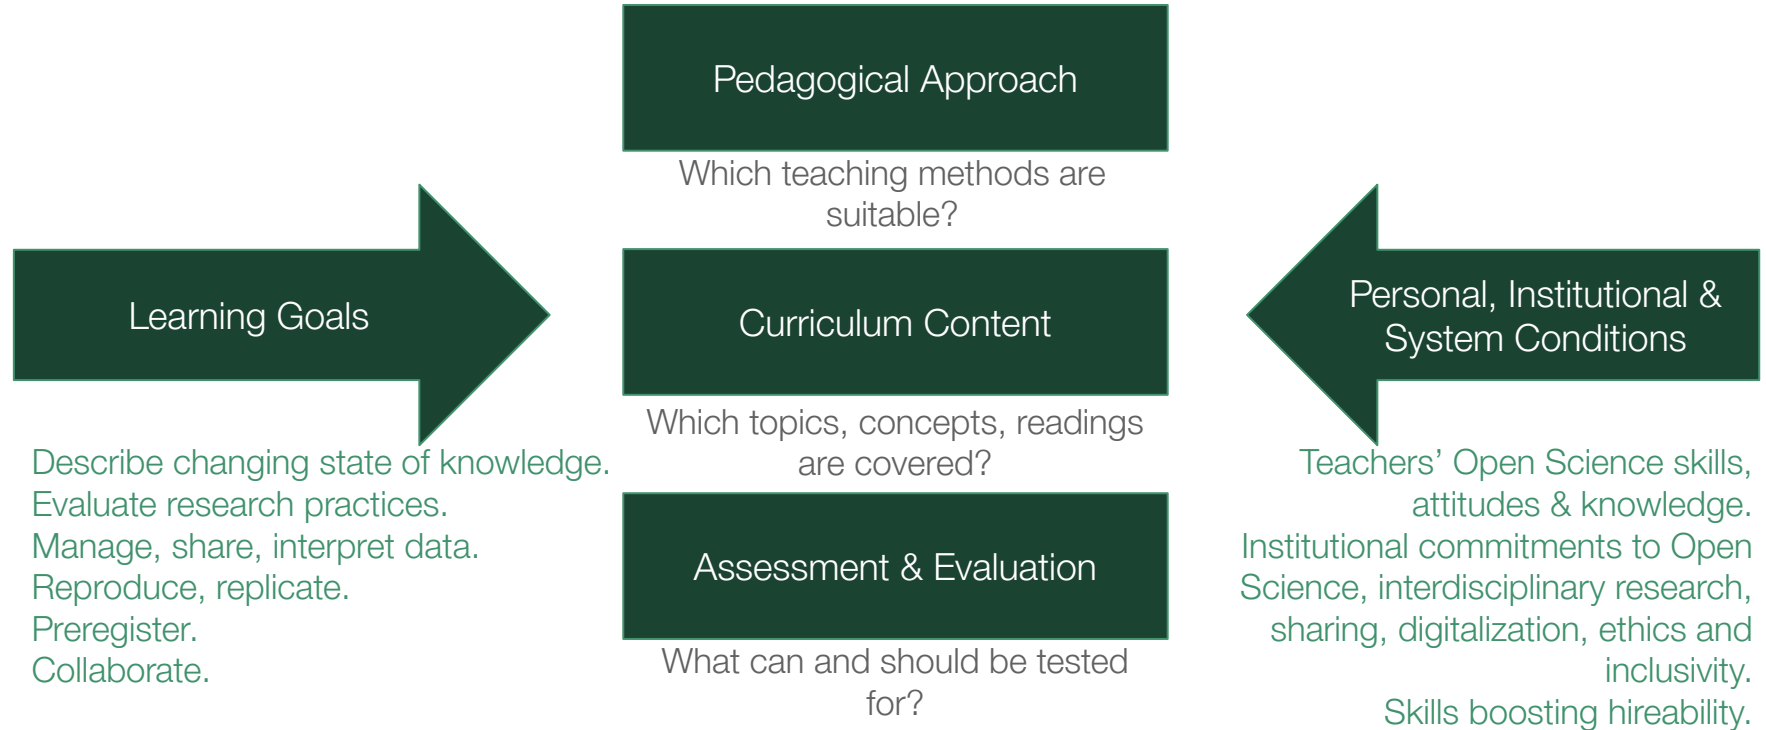 Pedagogical Approach
Which teaching methods are
suitable?
Learning Goals
Describe changing state of knowledge.
Evaluate research practices.
Manage, share, interpret data.
Reproduce, replicate.
Preregister.
Collaborate.
Curriculum Content
Which topics, concepts, readings
are covered?
Assessment & Evaluation
What can and should be tested
for?
Personal, Institutional &
System Conditions
Teachers’ Open Science skills,
attitudes & knowledge.
Institutional commitments to Open
Science, interdisciplinary research,
sharing, digitalization, ethics and
inclusivity.
Skills boosting hireability.